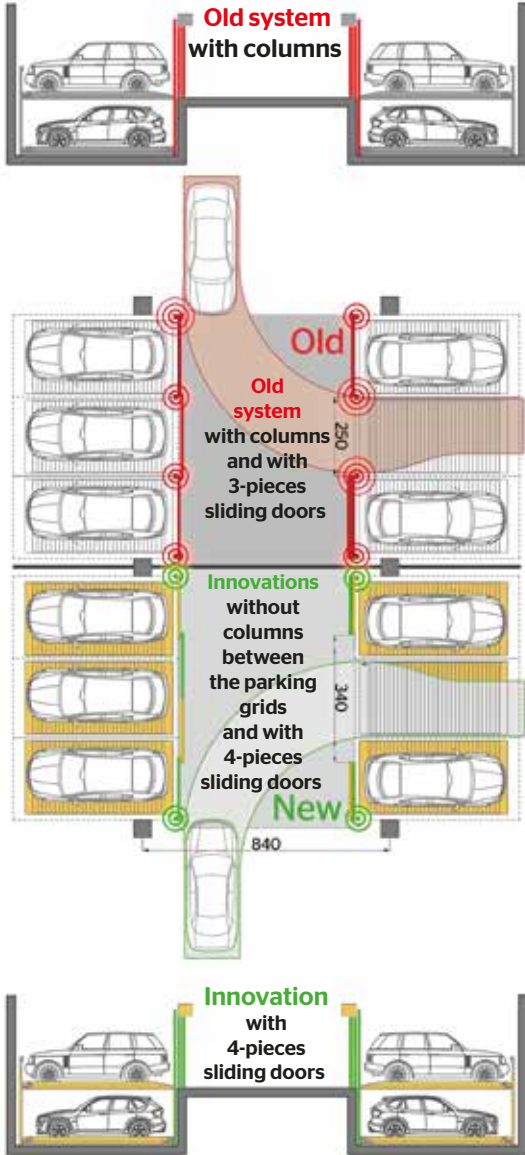 Old system
with columns
Old
Old
system
with columns
and with
3-pieces
sliding doors
250
Innovations
without
columns
between
the parking
grids
and with
4-pieces
sliding doors
340
New
840
Innovation
with
4-pieces
sliding doors